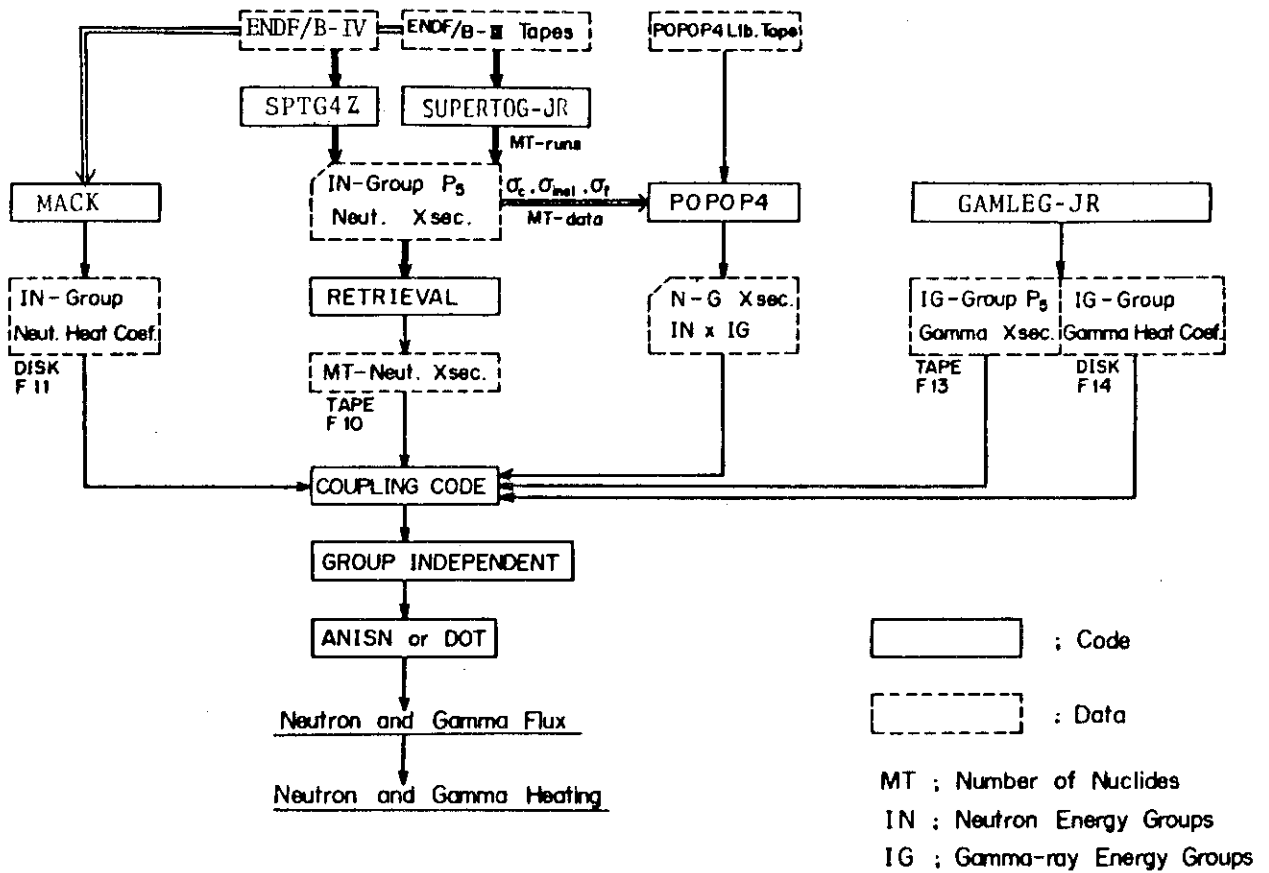 ENDF/B-IV
ENDF/B-III Tapes
POPOP4 Lib. Tape
SPTG4Z
SUPERTOG-JR
MT-runs
MACK
IN-Group P5
Neut. Xsec.
σc, σinel, σf
MT-data
POPOP4
GAMLEG-JR
IN-Group
Neut. Heat Coef.
DISK
F11
RETRIEVAL
N-G Xsec.
IN x IG
IG-Group P5
Gamma Xsec.
TAPE
F13
IG-Group
Gamma Heat Coef.
DISK
F14
MT-Neut. Xsec.
TAPE
F10
COUPLING CODE
GROUP INDEPENDENT
ANISN or DOT
Neutron and Gamma Flux
Neutron and Gamma Heating
; Code
; Data
MT ; Number of Nuclides
IN ; Neutron Energy Groups
IG ; Gamma-ray Energy Groups